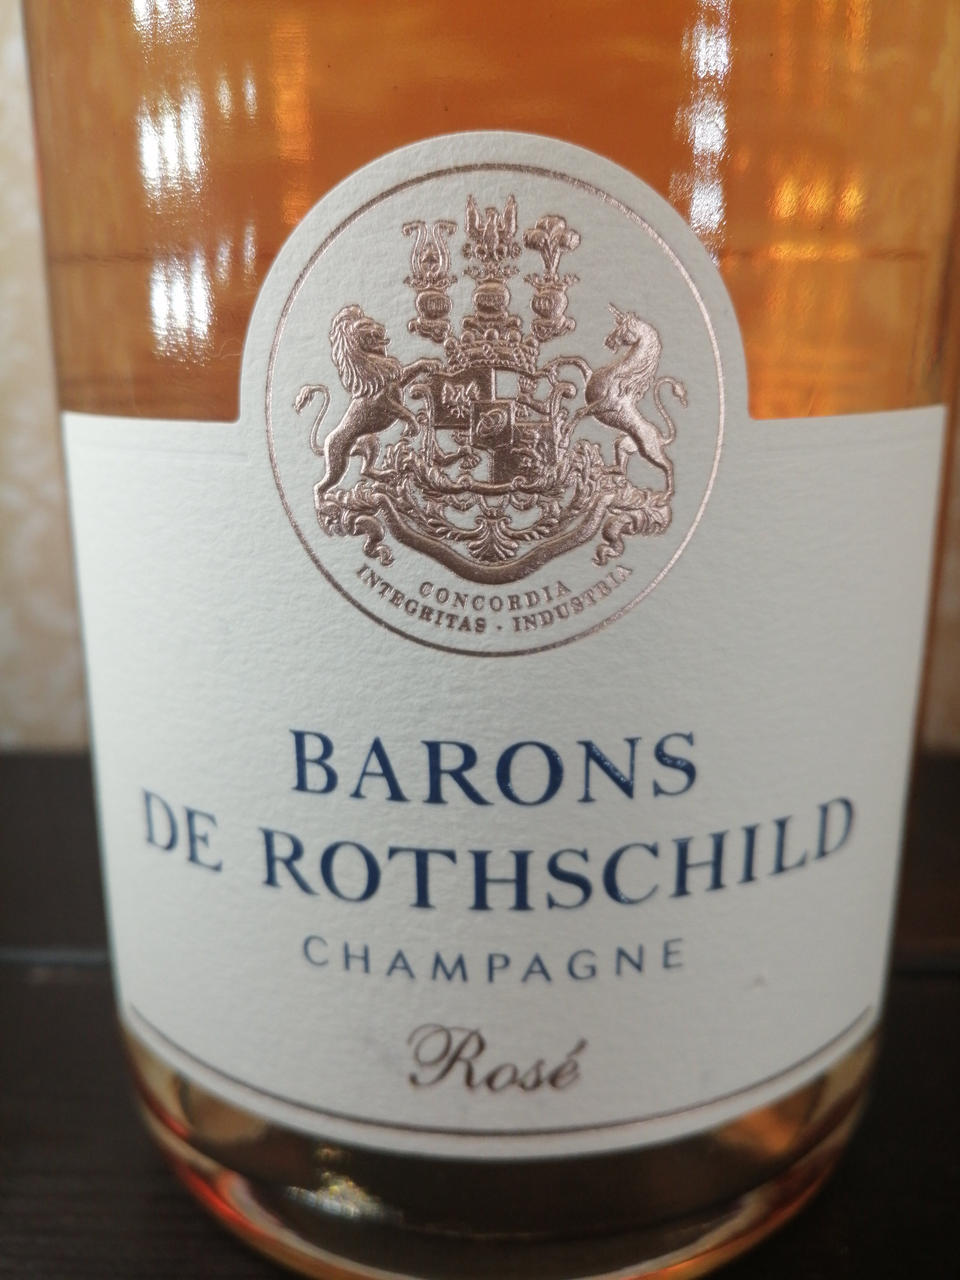 CONCORDIA
INTEGRITAS · INDUSTRIA
BARONS
DE ROTHSCHILD
CHAMPAGNE
Rosé